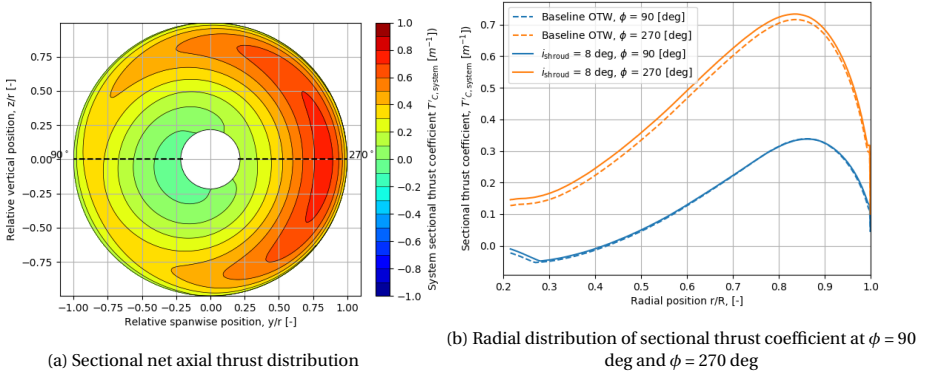 1.0
0.8
0.6
0.4
0.2
0.0
−0.2
−0.4
−0.6
−0.8
−1.0
System sectional thrust coefficient T'C,system [m⁻¹]
0.75
0.50
0.25
0.00
−0.25
−0.50
−0.75
Relative vertical position, z/r [-]
90°
270°
−1.00 −0.75 −0.50 −0.25 0.00 0.25 0.50 0.75 1.00
Relative spanwise position, y/r [-]
(a) Sectional net axial thrust distribution
Baseline OTW, ϕ = 90 [deg]
Baseline OTW, ϕ = 270 [deg]
i_shroud = 8 deg, ϕ = 90 [deg]
i_shroud = 8 deg, ϕ = 270 [deg]
0.7
0.6
0.5
0.4
0.3
0.2
0.1
0.0
Sectional thrust coefficient, T'C,system [m⁻¹]
0.2 0.3 0.4 0.5 0.6 0.7 0.8 0.9 1.0
Radial position r/R, [-]
(b) Radial distribution of sectional thrust coefficient at ϕ = 90
deg and ϕ = 270 deg